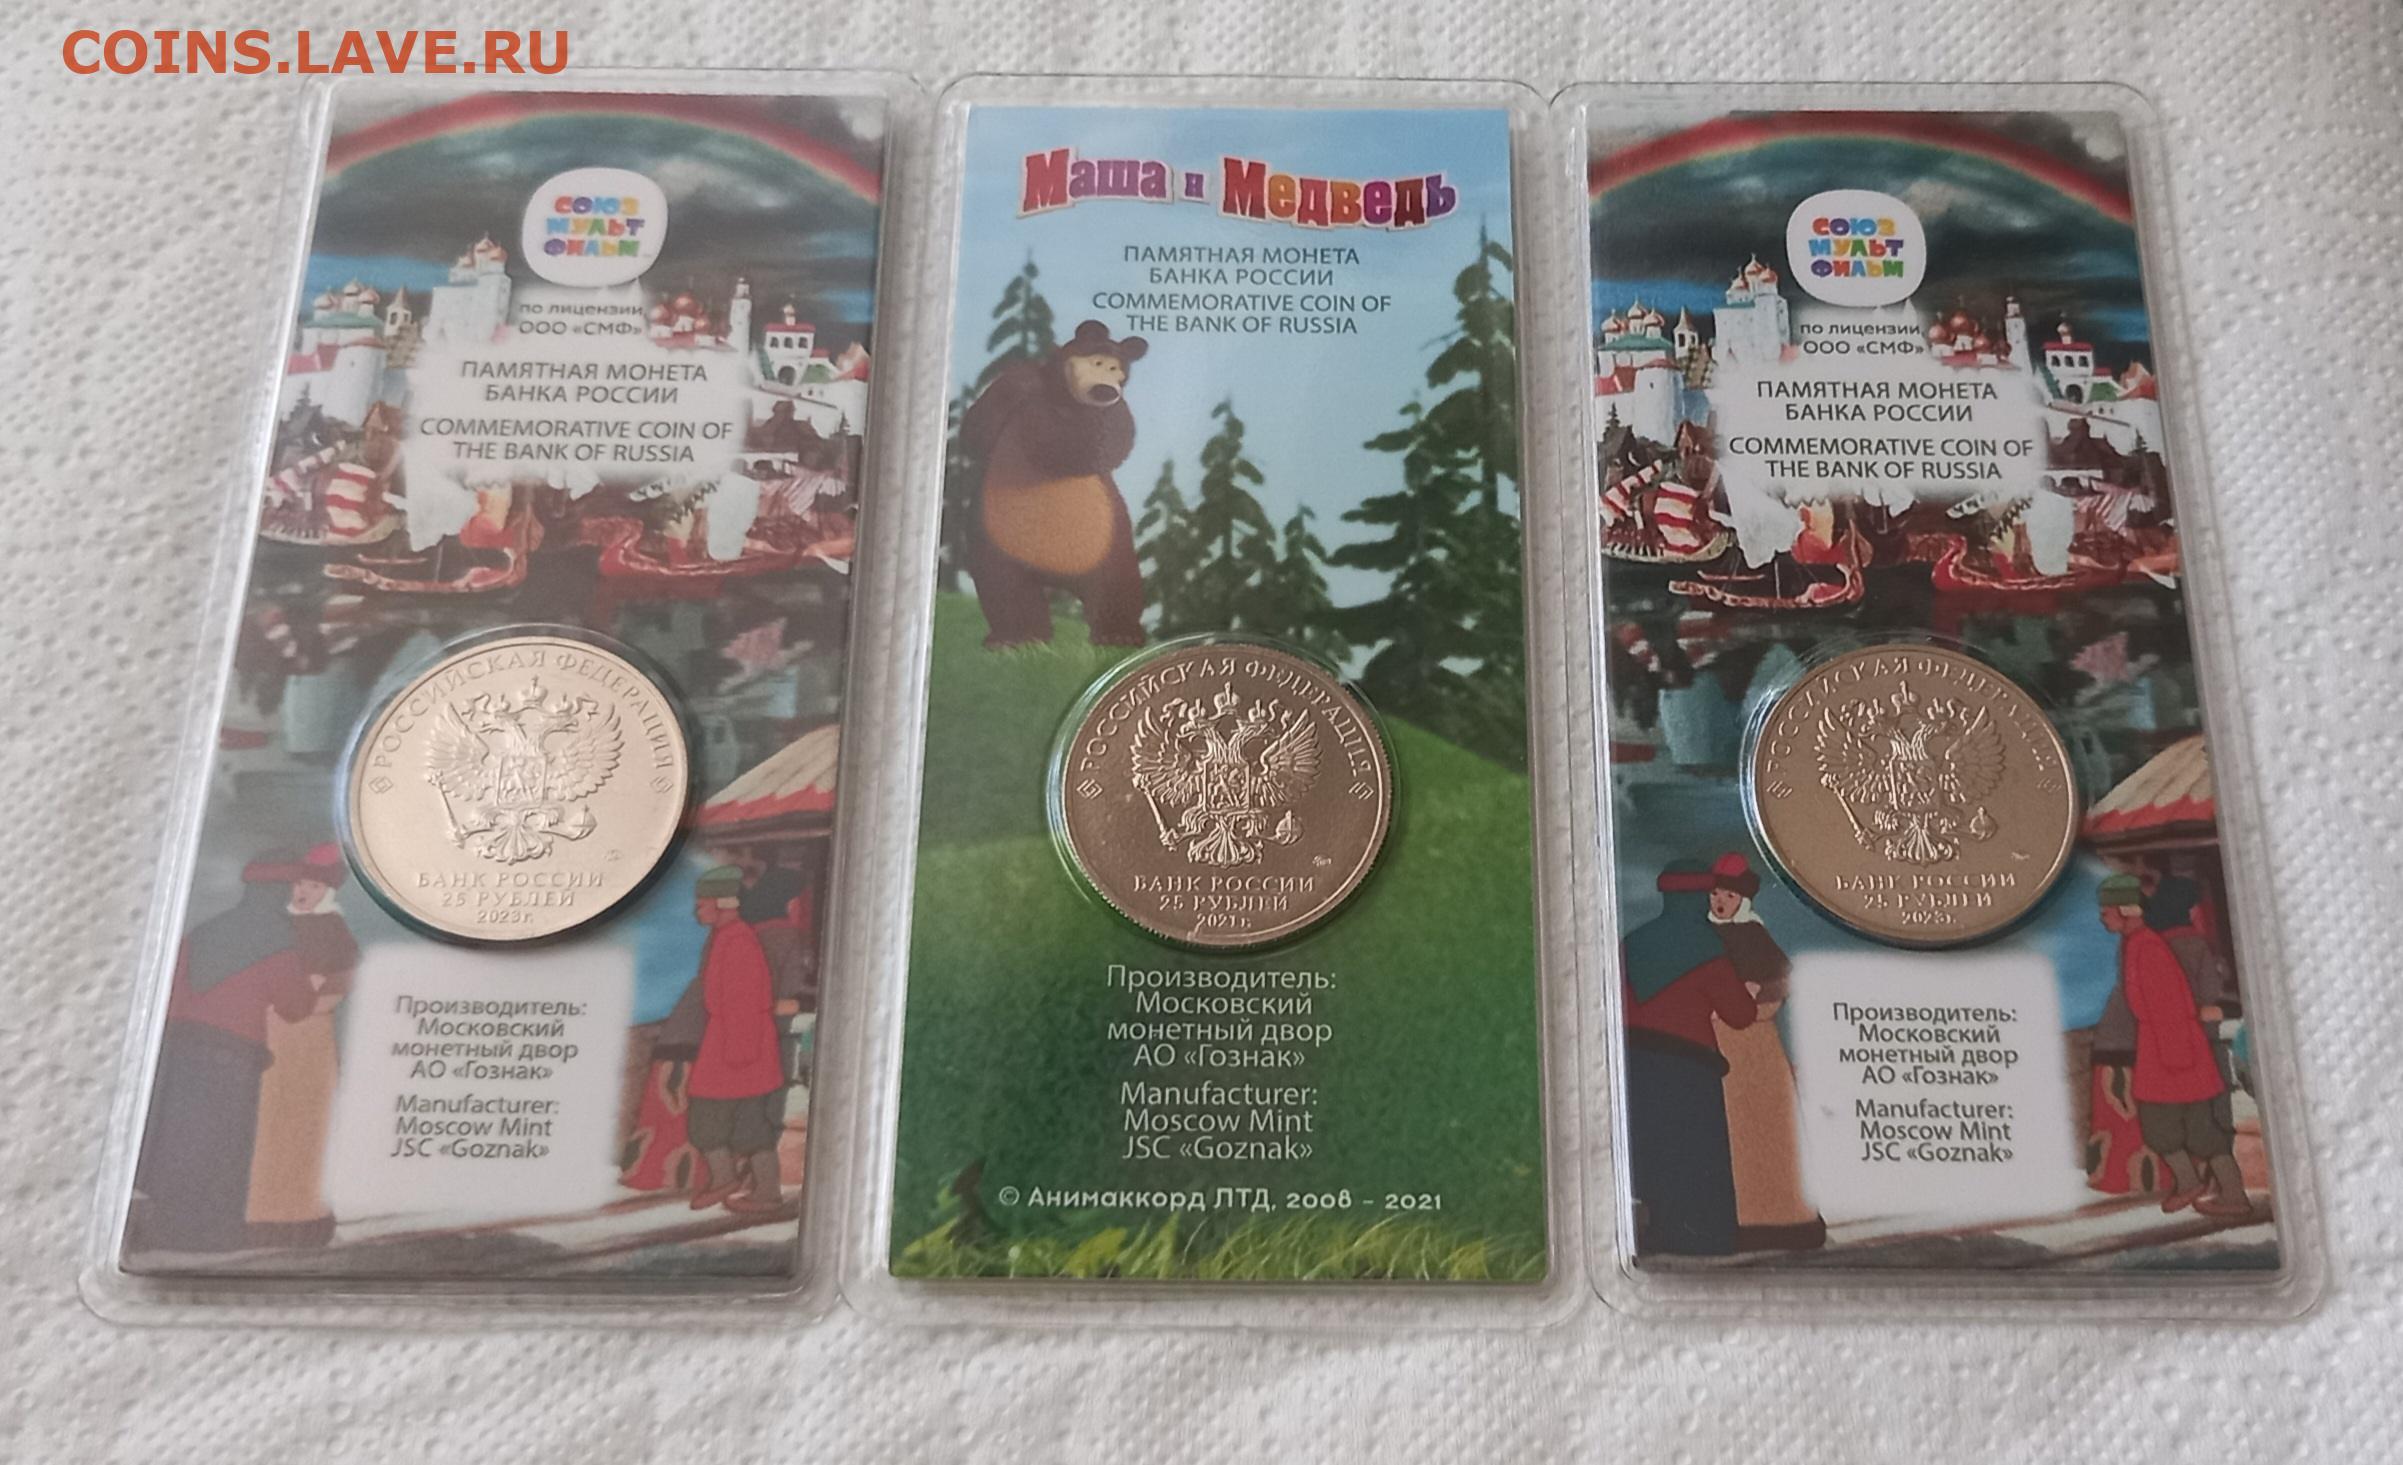 COINS.LAVE.RU
СОЮЗ
МУЛЬТ
ФИЛЬМ
по лицензии
ООО «СМФ»
ПАМЯТНАЯ МОНЕТА
БАНКА РОССИИ
COMMEMORATIVE COIN OF
THE BANK OF RUSSIA
РОССИЙСКАЯ ФЕДЕРАЦИЯ
БАНК РОССИИ
25 РУБЛЕЙ
2023 г.
Производитель:
Московский
монетный двор
АО «Гознак»
Manufacturer:
Moscow Mint
JSC «Goznak»
Маша и Медведь
ПАМЯТНАЯ МОНЕТА
БАНКА РОССИИ
COMMEMORATIVE COIN OF
THE BANK OF RUSSIA
РОССИЙСКАЯ ФЕДЕРАЦИЯ
БАНК РОССИИ
25 РУБЛЕЙ
2021 г.
Производитель:
Московский
монетный двор
АО «Гознак»
Manufacturer:
Moscow Mint
JSC «Goznak»
© Анимаккорд ЛТД, 2008 – 2021
СОЮЗ
МУЛЬТ
ФИЛЬМ
по лицензии
ООО «СМФ»
ПАМЯТНАЯ МОНЕТА
БАНКА РОССИИ
COMMEMORATIVE COIN OF
THE BANK OF RUSSIA
РОССИЙСКАЯ ФЕДЕРАЦИЯ
БАНК РОССИИ
25 РУБЛЕЙ
2023 г.
Производитель:
Московский
монетный двор
АО «Гознак»
Manufacturer:
Moscow Mint
JSC «Goznak»